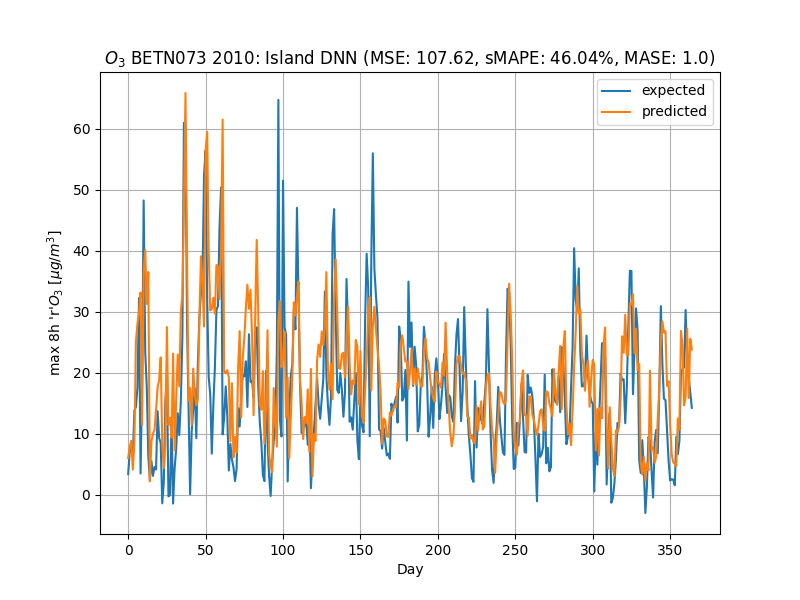 O3 BETN073 2010: Island DNN (MSE: 107.62, sMAPE: 46.04%, MASE: 1.0)
expected
predicted
60
50
40
30
20
10
0
max 8h 'r'O3 [μg/m³]
0 50 100 150 200 250 300 350
Day